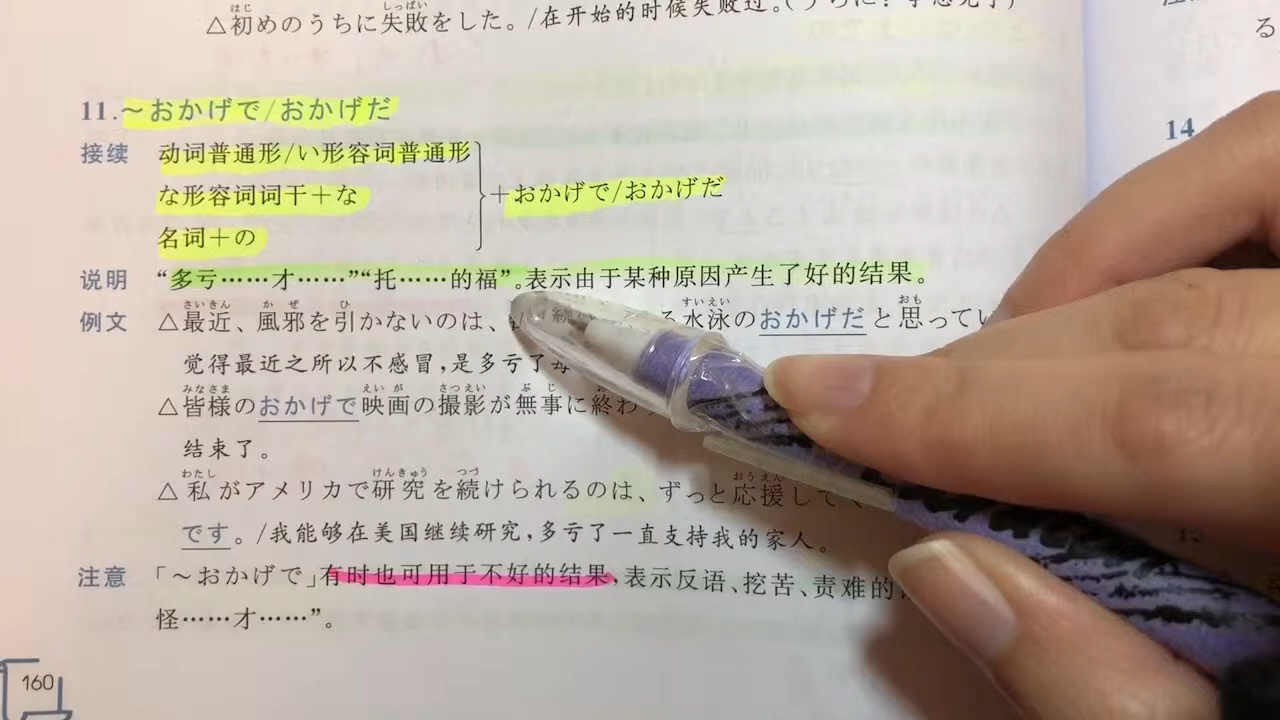 △初めのうちに失敗をした。/在开始的时候失败过。(うちに:
11.～おかげで/おかげだ
接续 动词普通形/い形容词普通形
な形容词词干＋な ＋おかげで/おかげだ
名词＋の
说明 “多亏……才……”“托……的福”。表示由于某种原因产生了好的结果。
例文 △最近、風邪を引かないのは、 続 る水泳のおかげだと思ってい
觉得最近之所以不感冒,是多亏了每
△皆様のおかげで映画の撮影が無事に終わ
结束了。
△私がアメリカで研究を続けられるのは、ずっと応援して
です。/我能够在美国继续研究,多亏了一直支持我的家人。
注意 「～おかげで」有时也可用于不好的结果,表示反语、挖苦、责难的
怪……才……”。
160
る
14